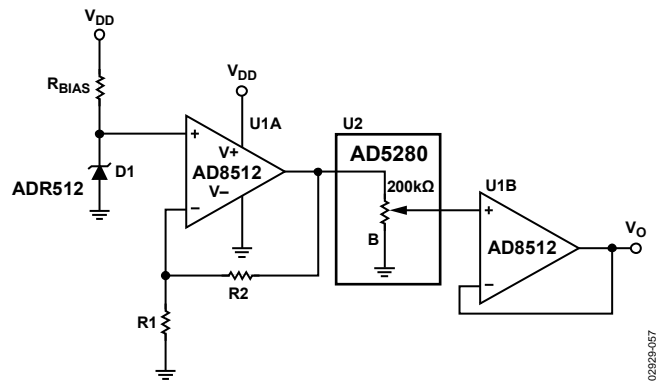 VDD
RBIAS
D1
ADR512
VDD
U1A
+
V+
AD8512
V–
–
R2
R1
U2
AD5280
200kΩ
B
U1B
+
AD8512
–
VO
02929-057